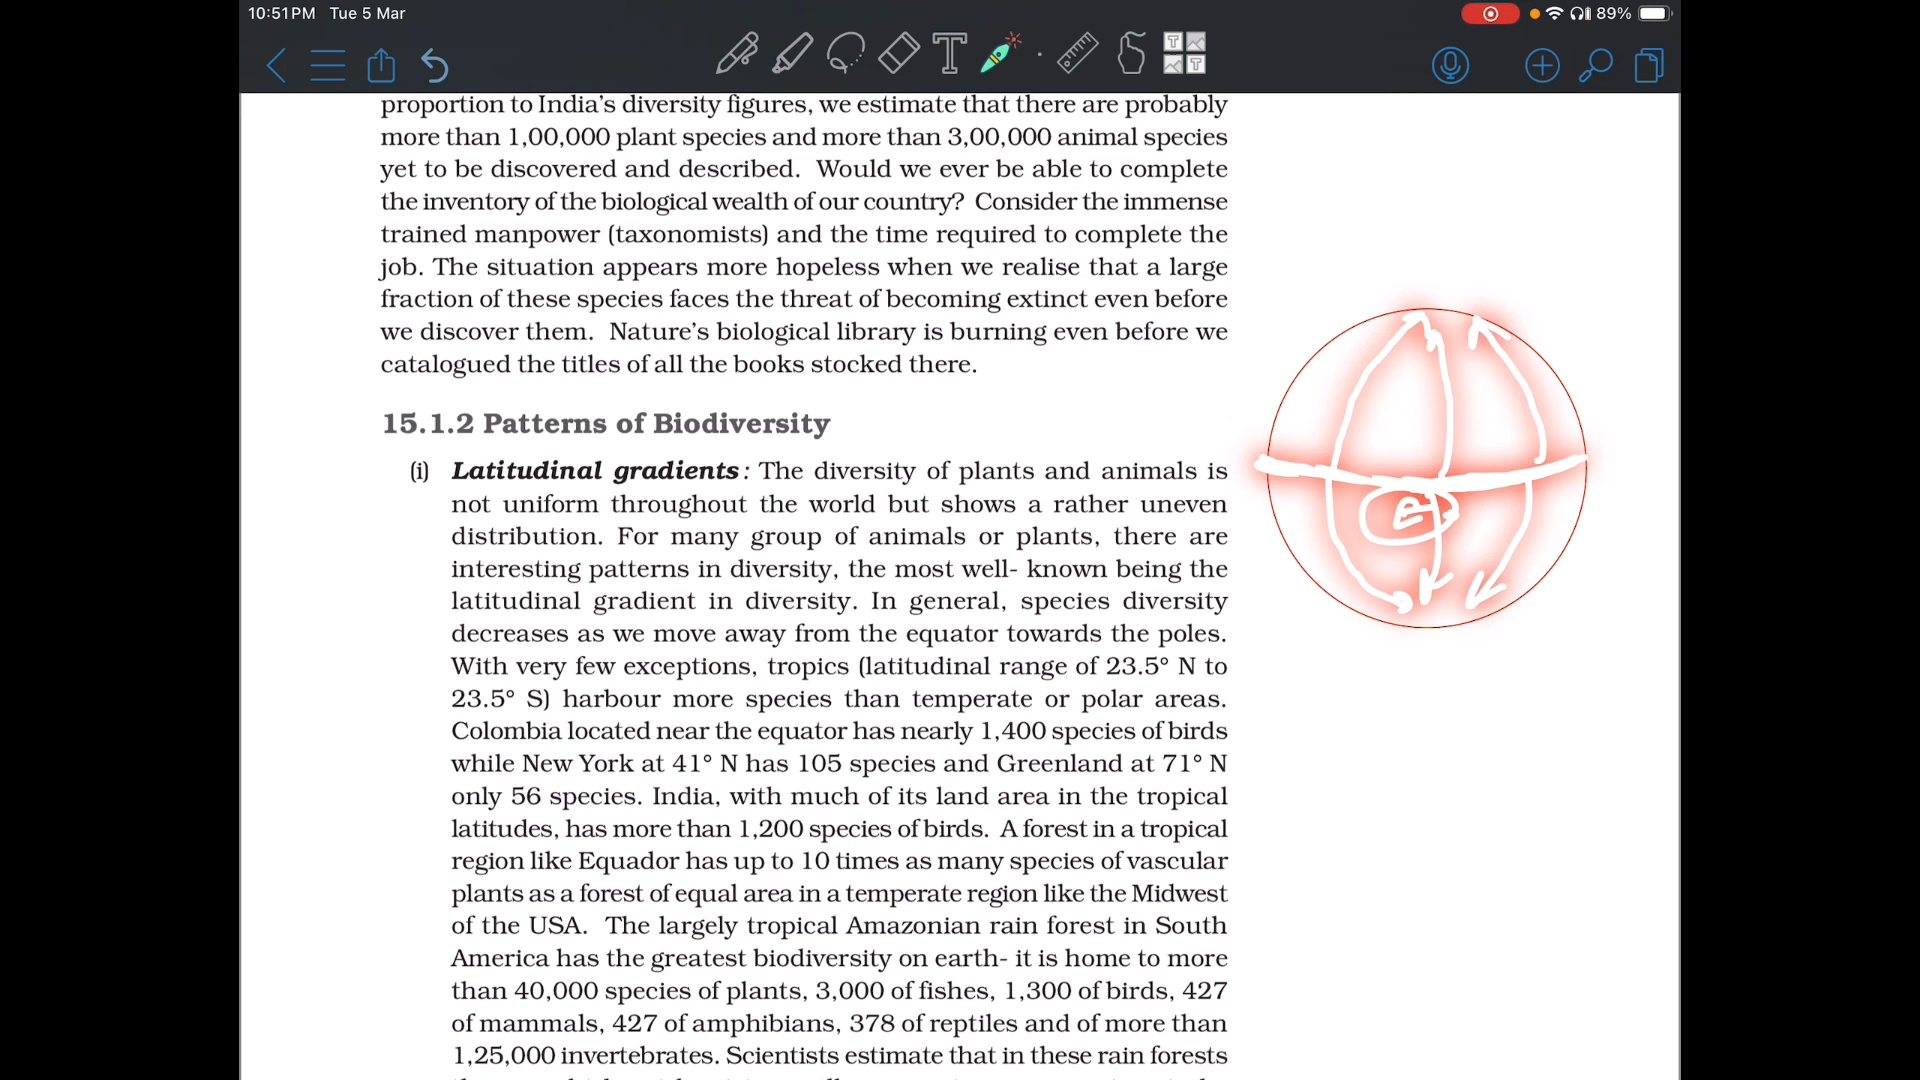 10:51PM Tue 5 Mar
89%
proportion to India's diversity figures, we estimate that there are probably
more than 1,00,000 plant species and more than 3,00,000 animal species
yet to be discovered and described. Would we ever be able to complete
the inventory of the biological wealth of our country? Consider the immense
trained manpower (taxonomists) and the time required to complete the
job. The situation appears more hopeless when we realise that a large
fraction of these species faces the threat of becoming extinct even before
we discover them. Nature's biological library is burning even before we
catalogued the titles of all the books stocked there.
15.1.2 Patterns of Biodiversity
(i) Latitudinal gradients: The diversity of plants and animals is
not uniform throughout the world but shows a rather uneven
distribution. For many group of animals or plants, there are
interesting patterns in diversity, the most well- known being the
latitudinal gradient in diversity. In general, species diversity
decreases as we move away from the equator towards the poles.
With very few exceptions, tropics (latitudinal range of 23.5° N to
23.5° S) harbour more species than temperate or polar areas.
Colombia located near the equator has nearly 1,400 species of birds
while New York at 41° N has 105 species and Greenland at 71° N
only 56 species. India, with much of its land area in the tropical
latitudes, has more than 1,200 species of birds. A forest in a tropical
region like Equador has up to 10 times as many species of vascular
plants as a forest of equal area in a temperate region like the Midwest
of the USA. The largely tropical Amazonian rain forest in South
America has the greatest biodiversity on earth- it is home to more
than 40,000 species of plants, 3,000 of fishes, 1,300 of birds, 427
of mammals, 427 of amphibians, 378 of reptiles and of more than
1,25,000 invertebrates. Scientists estimate that in these rain forests